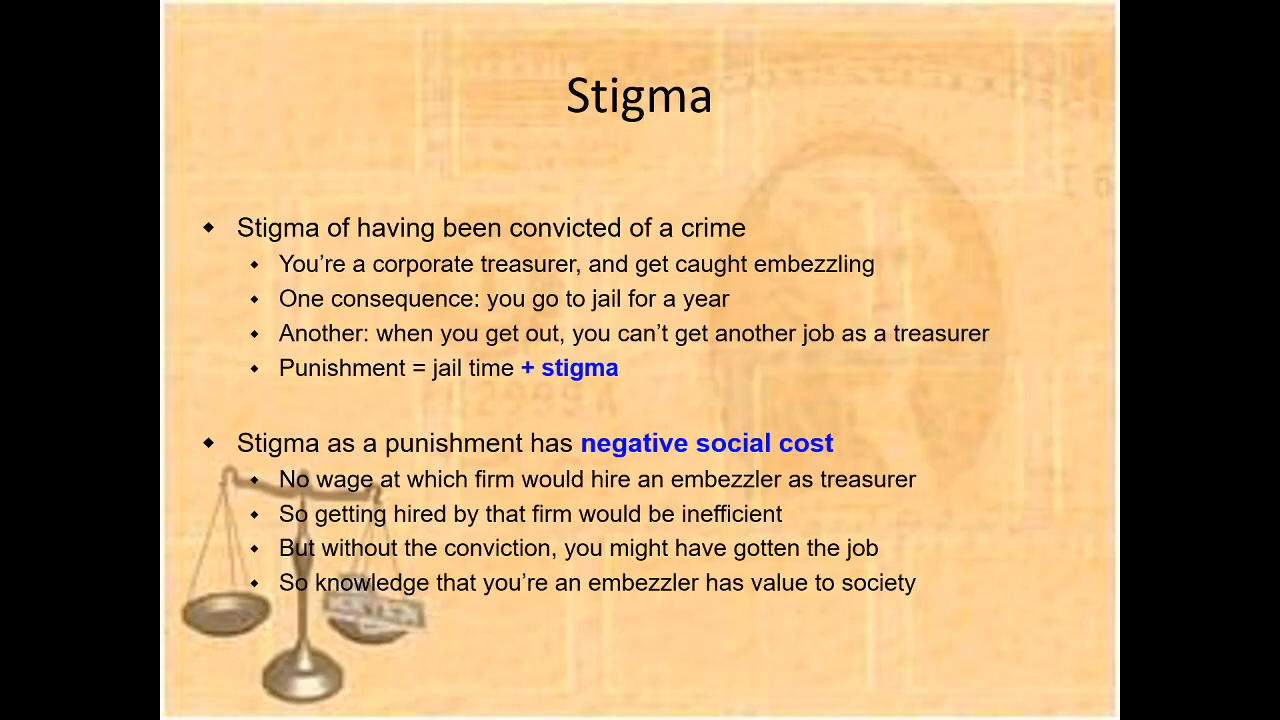 Stigma
Stigma of having been convicted of a crime
You’re a corporate treasurer, and get caught embezzling
One consequence: you go to jail for a year
Another: when you get out, you can’t get another job as a treasurer
Punishment = jail time + stigma
Stigma as a punishment has negative social cost
No wage at which firm would hire an embezzler as treasurer
So getting hired by that firm would be inefficient
But without the conviction, you might have gotten the job
So knowledge that you’re an embezzler has value to society